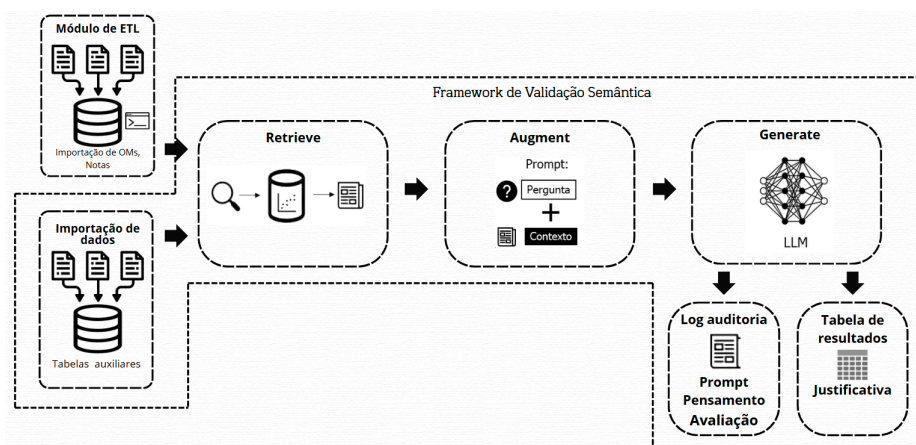 Módulo de ETL
Importação de OMs,
Notas
Framework de Validação Semântica
Retrieve
Augment
Prompt:
?
Pergunta
+
Contexto
Generate
LLM
Importação de
dados
Tabelas auxiliares
Log auditoria
Prompt
Pensamento
Avaliação
Tabela de
resultados
Justificativa